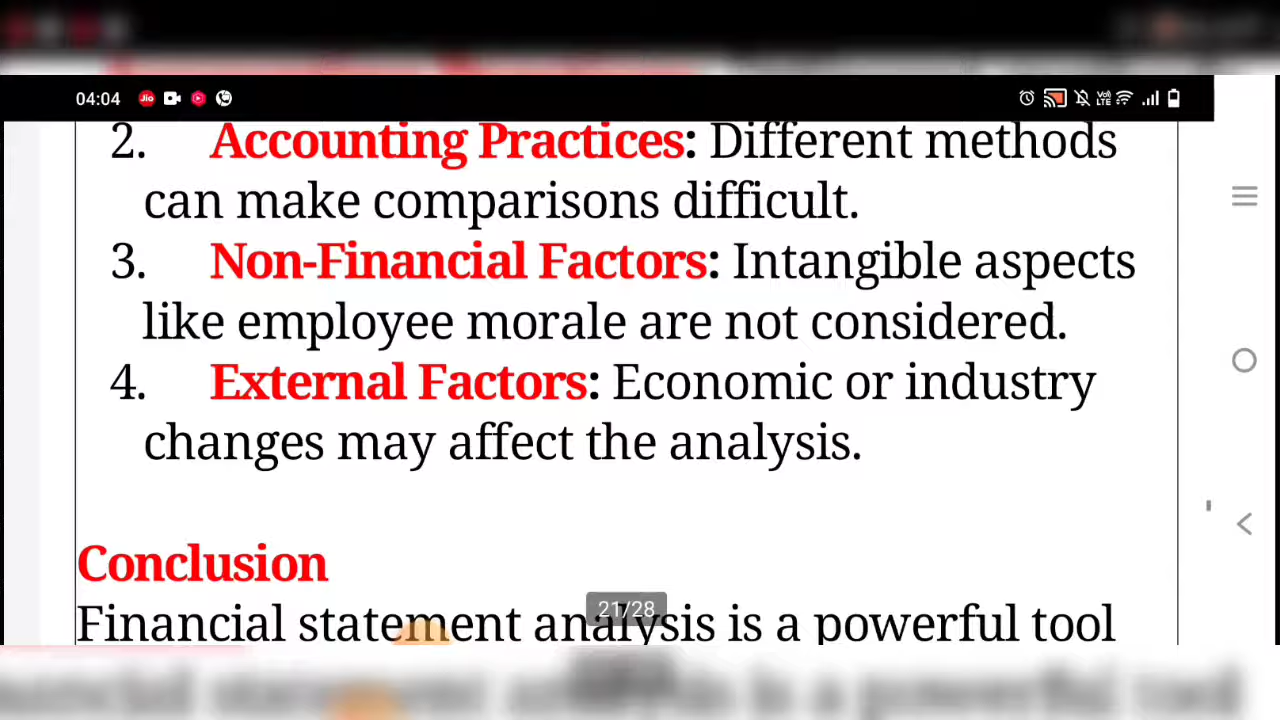 04:04
2. Accounting Practices: Different methods
can make comparisons difficult.
3. Non-Financial Factors: Intangible aspects
like employee morale are not considered.
4. External Factors: Economic or industry
changes may affect the analysis.
Conclusion
21/28
Financial statement analysis is a powerful tool